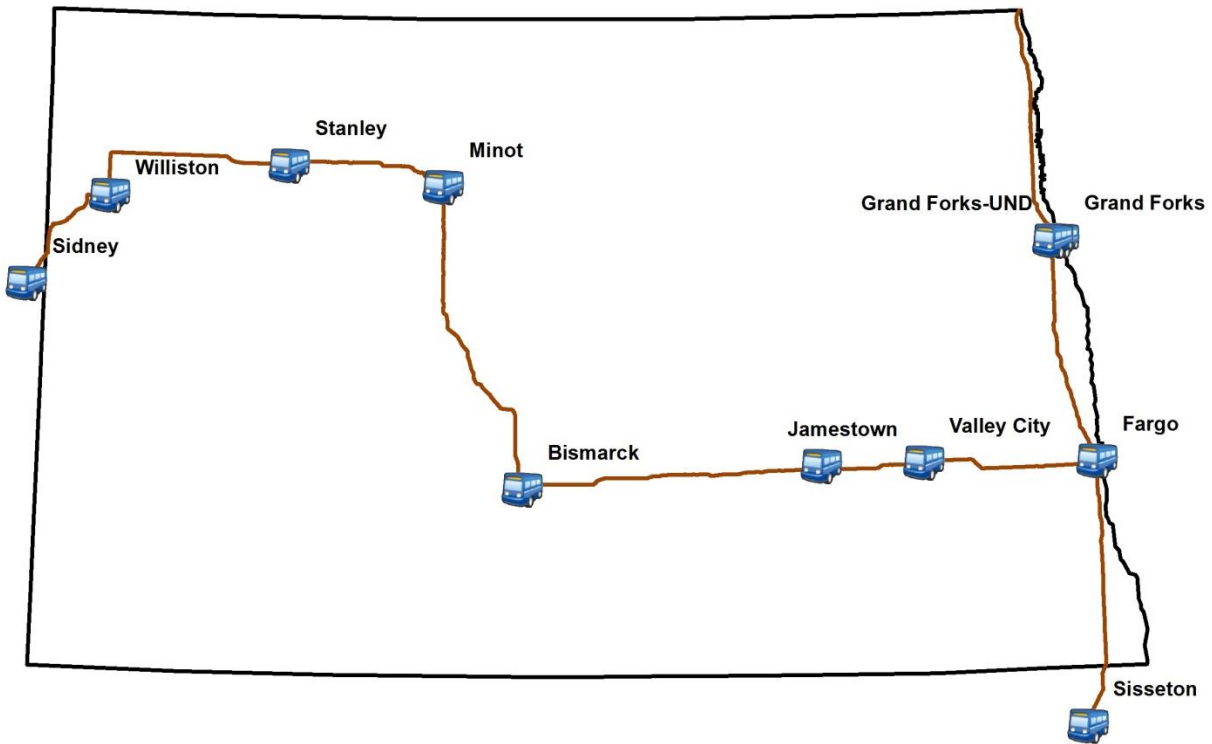 Stanley
Minot
Williston
Grand Forks-UND
Grand Forks
Sidney
Jamestown
Valley City
Fargo
Bismarck
Sisseton